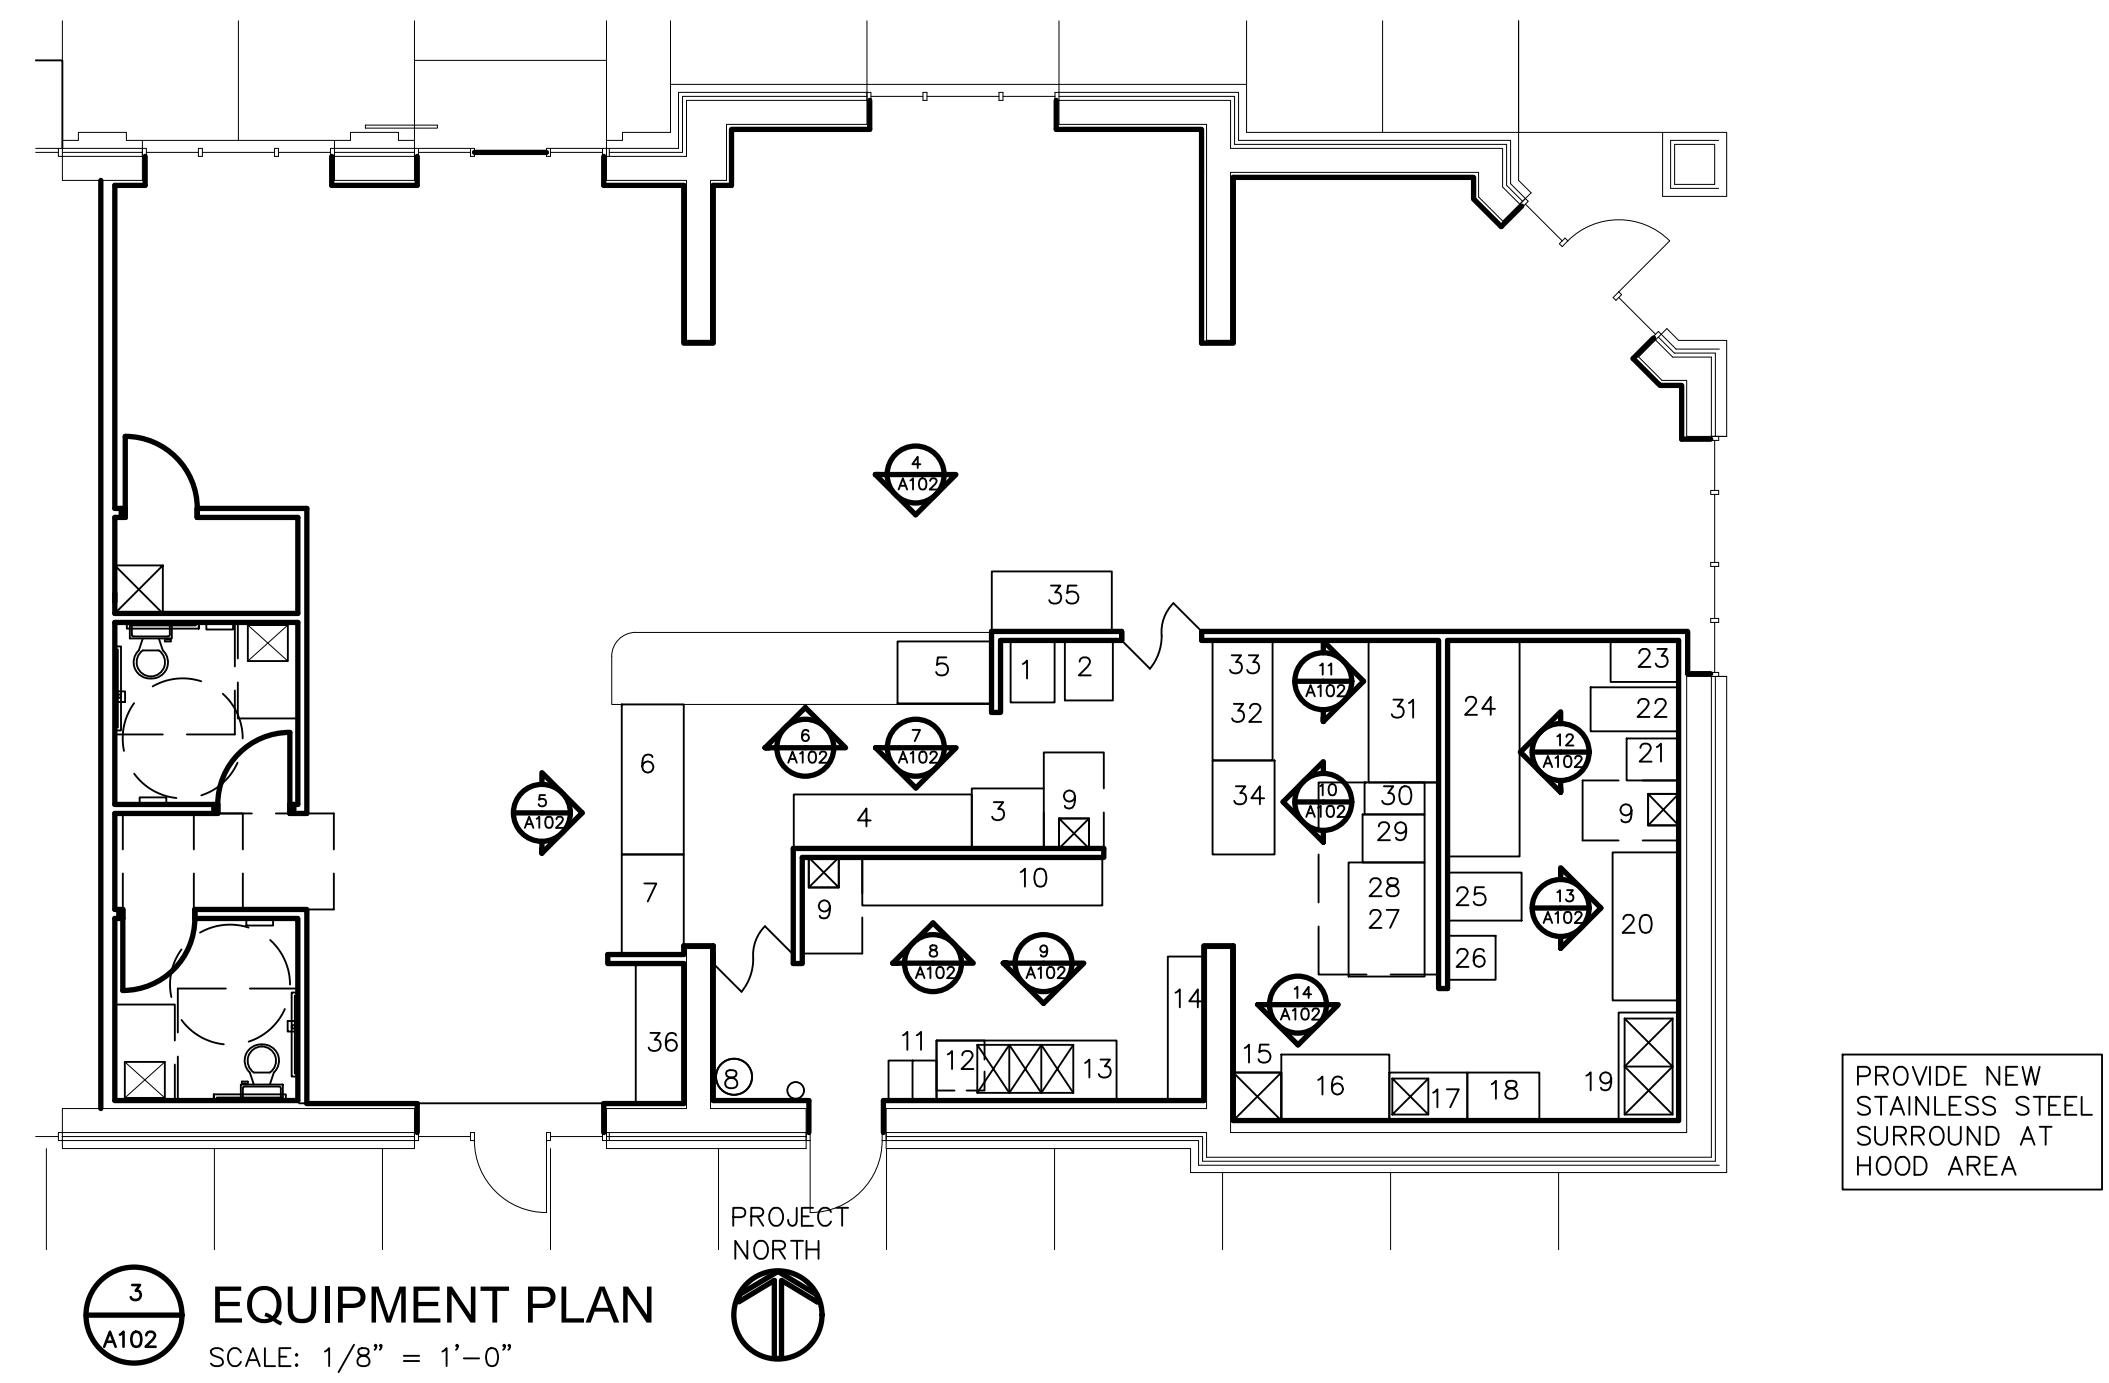 4
A102
35
5
1
2
33
11
A102
23
32
31
24
22
6
A102
7
A102
12
A102
21
6
5
A102
4
3
9
34
10
A102
30
9
29
7
9
10
28
25
13
A102
27
20
8
A102
9
A102
26
14
14
A102
36
11
8
12
13
15
16
17
18
19
PROVIDE NEW
STAINLESS STEEL
SURROUND AT
HOOD AREA
PROJECT
NORTH
3
A102
EQUIPMENT PLAN
SCALE: 1/8" = 1'-0"